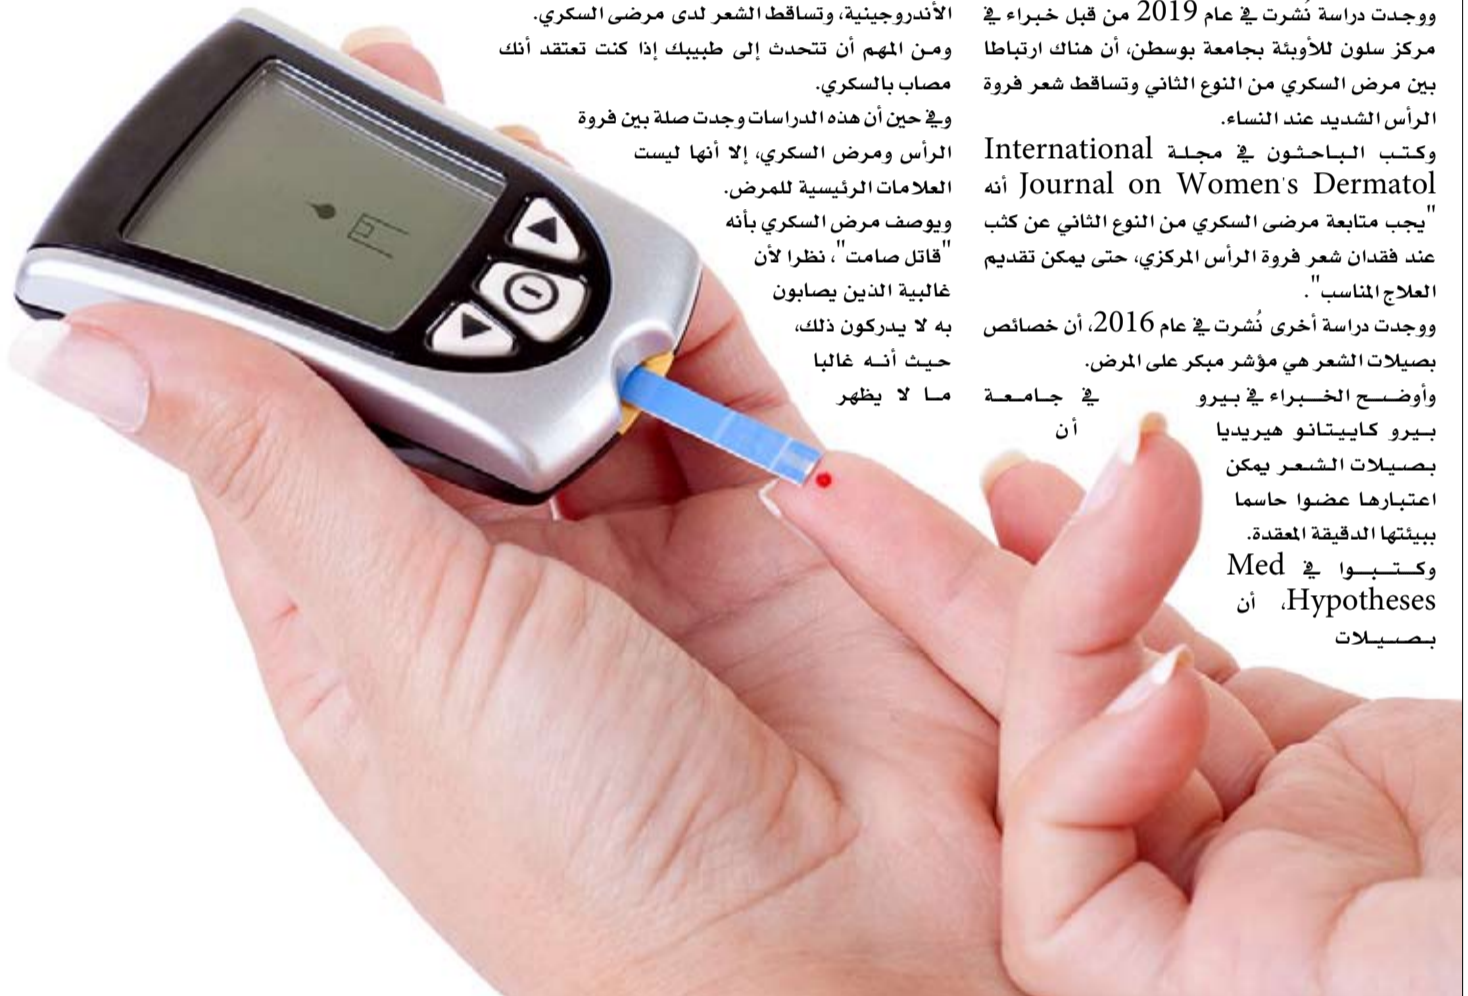 ووجدت دراسة نُشرت في عام 2019 من قبل خبراء في
مركز سلون للأوبئة بجامعة بوسطن، أن هناك ارتباطا
بين مرض السكري من النوع الثاني وتساقط شعر فروة
الرأس الشديد عند النساء.
وكتب الباحثون في مجلة International
Journal on Women's Dermatol أنه
"يجب متابعة مرضى السكري من النوع الثاني عن كثب
عند فقدان شعر فروة الرأس المركزي، حتى يمكن تقديم
العلاج المناسب".
ووجدت دراسة أخرى نُشرت في عام 2016، أن خصائص
بصيلات الشعر هي مؤشر مبكر على المرض.
وأوضح الخبراء في بيرو في جامعة
بيرو كاييتانو هيريديا أن
بصيلات الشعر يمكن
اعتبارها عضوا حاسما
ببيئتها الدقيقة المعقدة.
وكتبوا في Med
Hypotheses، أن
بصيلات
الأندروجينية، وتساقط الشعر لدى مرضى السكري.
ومن المهم أن تتحدث إلى طبيبك إذا كنت تعتقد أنك
مصاب بالسكري.
وفي حين أن هذه الدراسات وجدت صلة بين فروة
الرأس ومرض السكري، إلا أنها ليست
العلامات الرئيسية للمرض.
ويوصف مرض السكري بأنه
"قاتل صامت"، نظرا لأن
غالبية الذين يصابون
به لا يدركون ذلك،
حيث أنه غالبا
ما لا يظهر